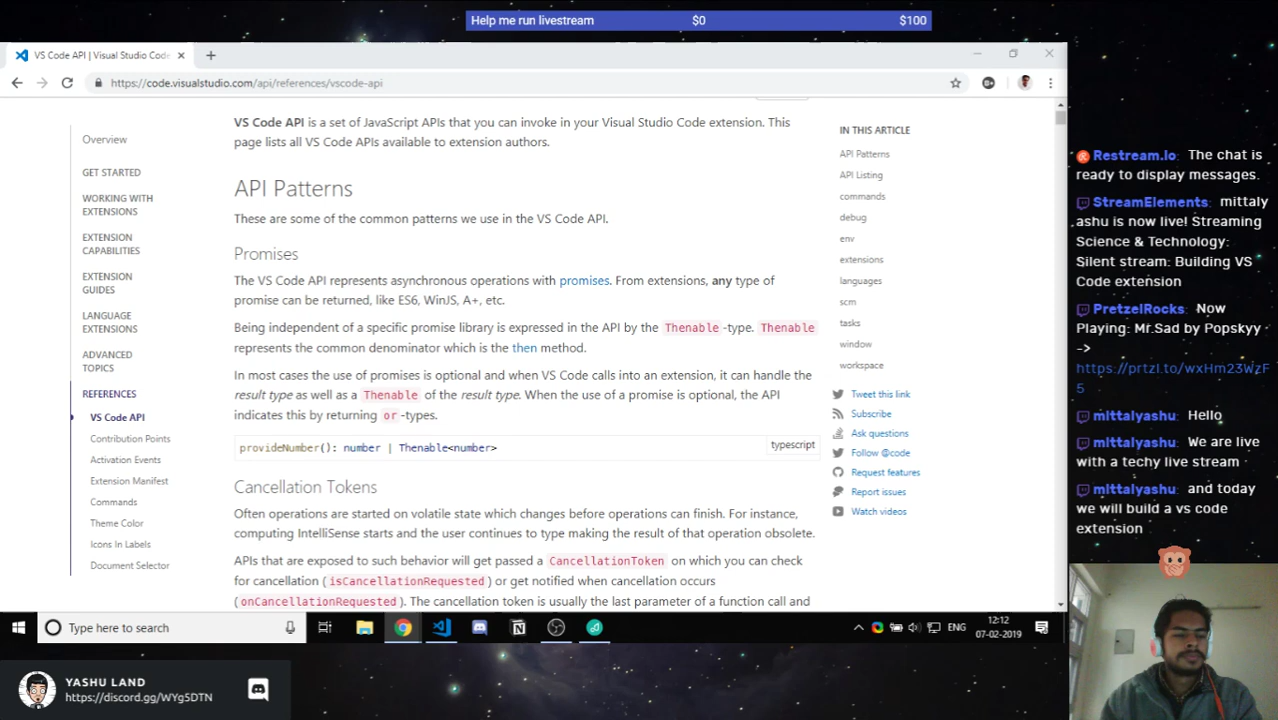 Help me run livestream $0 $100
VS Code API | Visual Studio Code
https://code.visualstudio.com/api/references/vscode-api
Overview
GET STARTED
WORKING WITH
EXTENSIONS
EXTENSION
CAPABILITIES
EXTENSION
GUIDES
LANGUAGE
EXTENSIONS
ADVANCED
TOPICS
REFERENCES
VS Code API
Contribution Points
Activation Events
Extension Manifest
Commands
Theme Color
Icons In Labels
Document Selector
VS Code API is a set of JavaScript APIs that you can invoke in your Visual Studio Code extension. This
page lists all VS Code APIs available to extension authors.
API Patterns
These are some of the common patterns we use in the VS Code API.
Promises
The VS Code API represents asynchronous operations with promises. From extensions, any type of
promise can be returned, like ES6, WinJS, A+, etc.
Being independent of a specific promise library is expressed in the API by the Thenable -type. Thenable
represents the common denominator which is the then method.
In most cases the use of promises is optional and when VS Code calls into an extension, it can handle the
result type as well as a Thenable of the result type. When the use of a promise is optional, the API
indicates this by returning or -types.
provideNumber(): number | Thenable<number>
typescript
Cancellation Tokens
Often operations are started on volatile state which changes before operations can finish. For instance,
computing IntelliSense starts and the user continues to type making the result of that operation obsolete.
APIs that are exposed to such behavior will get passed a CancellationToken on which you can check
for cancellation ( isCancellationRequested ) or get notified when cancellation occurs
( onCancellationRequested ). The cancellation token is usually the last parameter of a function call and
IN THIS ARTICLE
API Patterns
API Listing
commands
debug
env
extensions
languages
scm
tasks
window
workspace
Tweet this link
Subscribe
Ask questions
Follow @code
Request features
Report issues
Watch videos
Restream.io: The chat is
ready to display messages.
StreamElements: mittaly
ashu is now live! Streaming
Science & Technology:
Silent stream: Building VS
Code extension
PretzelRocks: Now
Playing: Mr.Sad by Popskyy
->
https://prtzl.to/wxHm23WzF
5
mittalyashu: Hello
mittalyashu: We are live
with a techy live stream
mittalyashu: and today
we will build a vs code
extension
Type here to search
ENG
12:12
07-02-2019
YASHU LAND
https://discord.gg/WYg5DTN